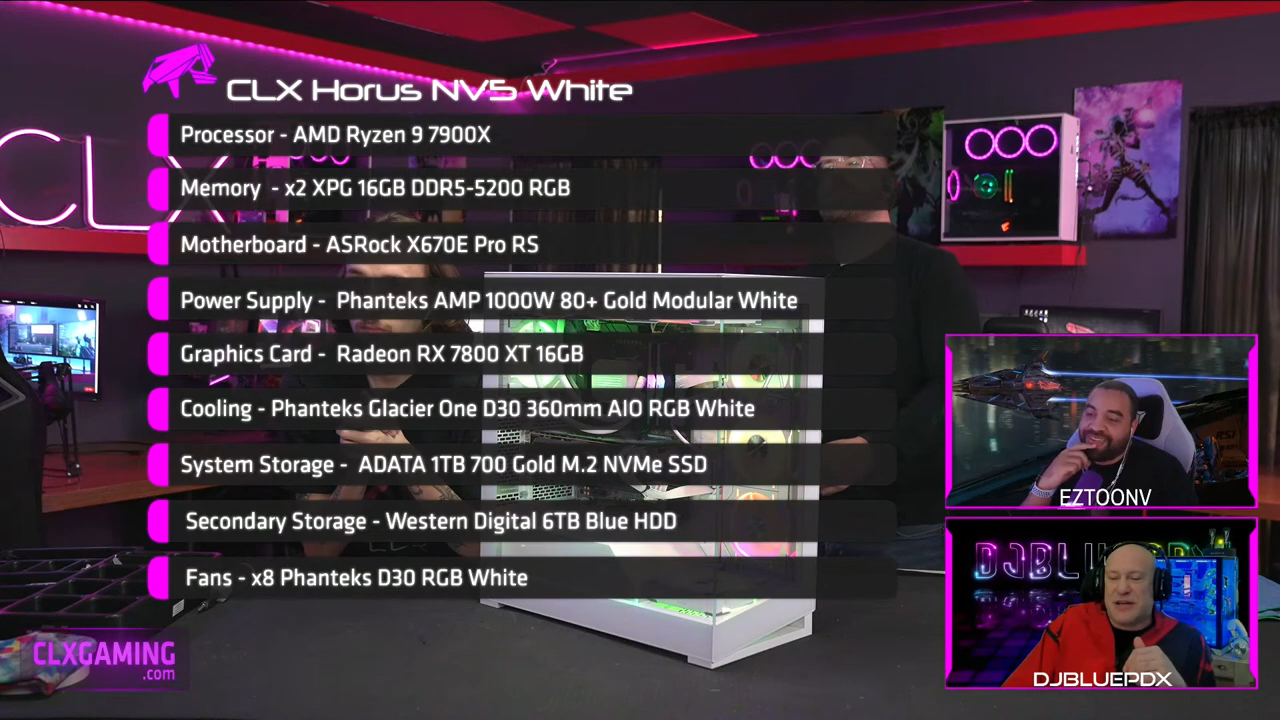 CLX Horus NV5 White
Processor - AMD Ryzen 9 7900X
Memory - x2 XPG 16GB DDR5-5200 RGB
Motherboard - ASRock X670E Pro RS
Power Supply - Phanteks AMP 1000W 80+ Gold Modular White
Graphics Card - Radeon RX 7800 XT 16GB
Cooling - Phanteks Glacier One D30 360mm AIO RGB White
System Storage - ADATA 1TB 700 Gold M.2 NVMe SSD
Secondary Storage - Western Digital 6TB Blue HDD
Fans - x8 Phanteks D30 RGB White
CLX
RSI
EZTOONV
DJBLUEPDX
CLXGAMING
.com